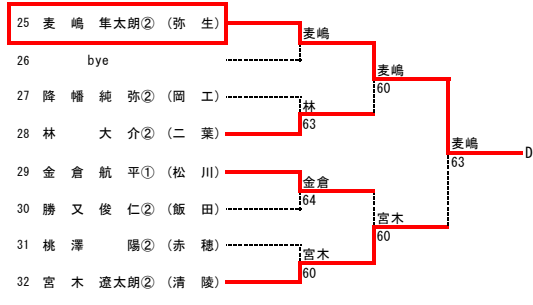 25 麦 嶋 隼太朗② (弥 生)
麦嶋
26 bye
麦嶋
60
27 降 幡 純 弥② (岡 工)
林
63
28 林 大 介② (二 葉)
麦嶋
63
D
29 金 倉 航 平① (松 川)
金倉
64
30 勝 又 俊 仁② (飯 田)
宮木
60
31 桃 澤 陽② (赤 穂)
宮木
60
32 宮 木 遼太朗② (清 陵)